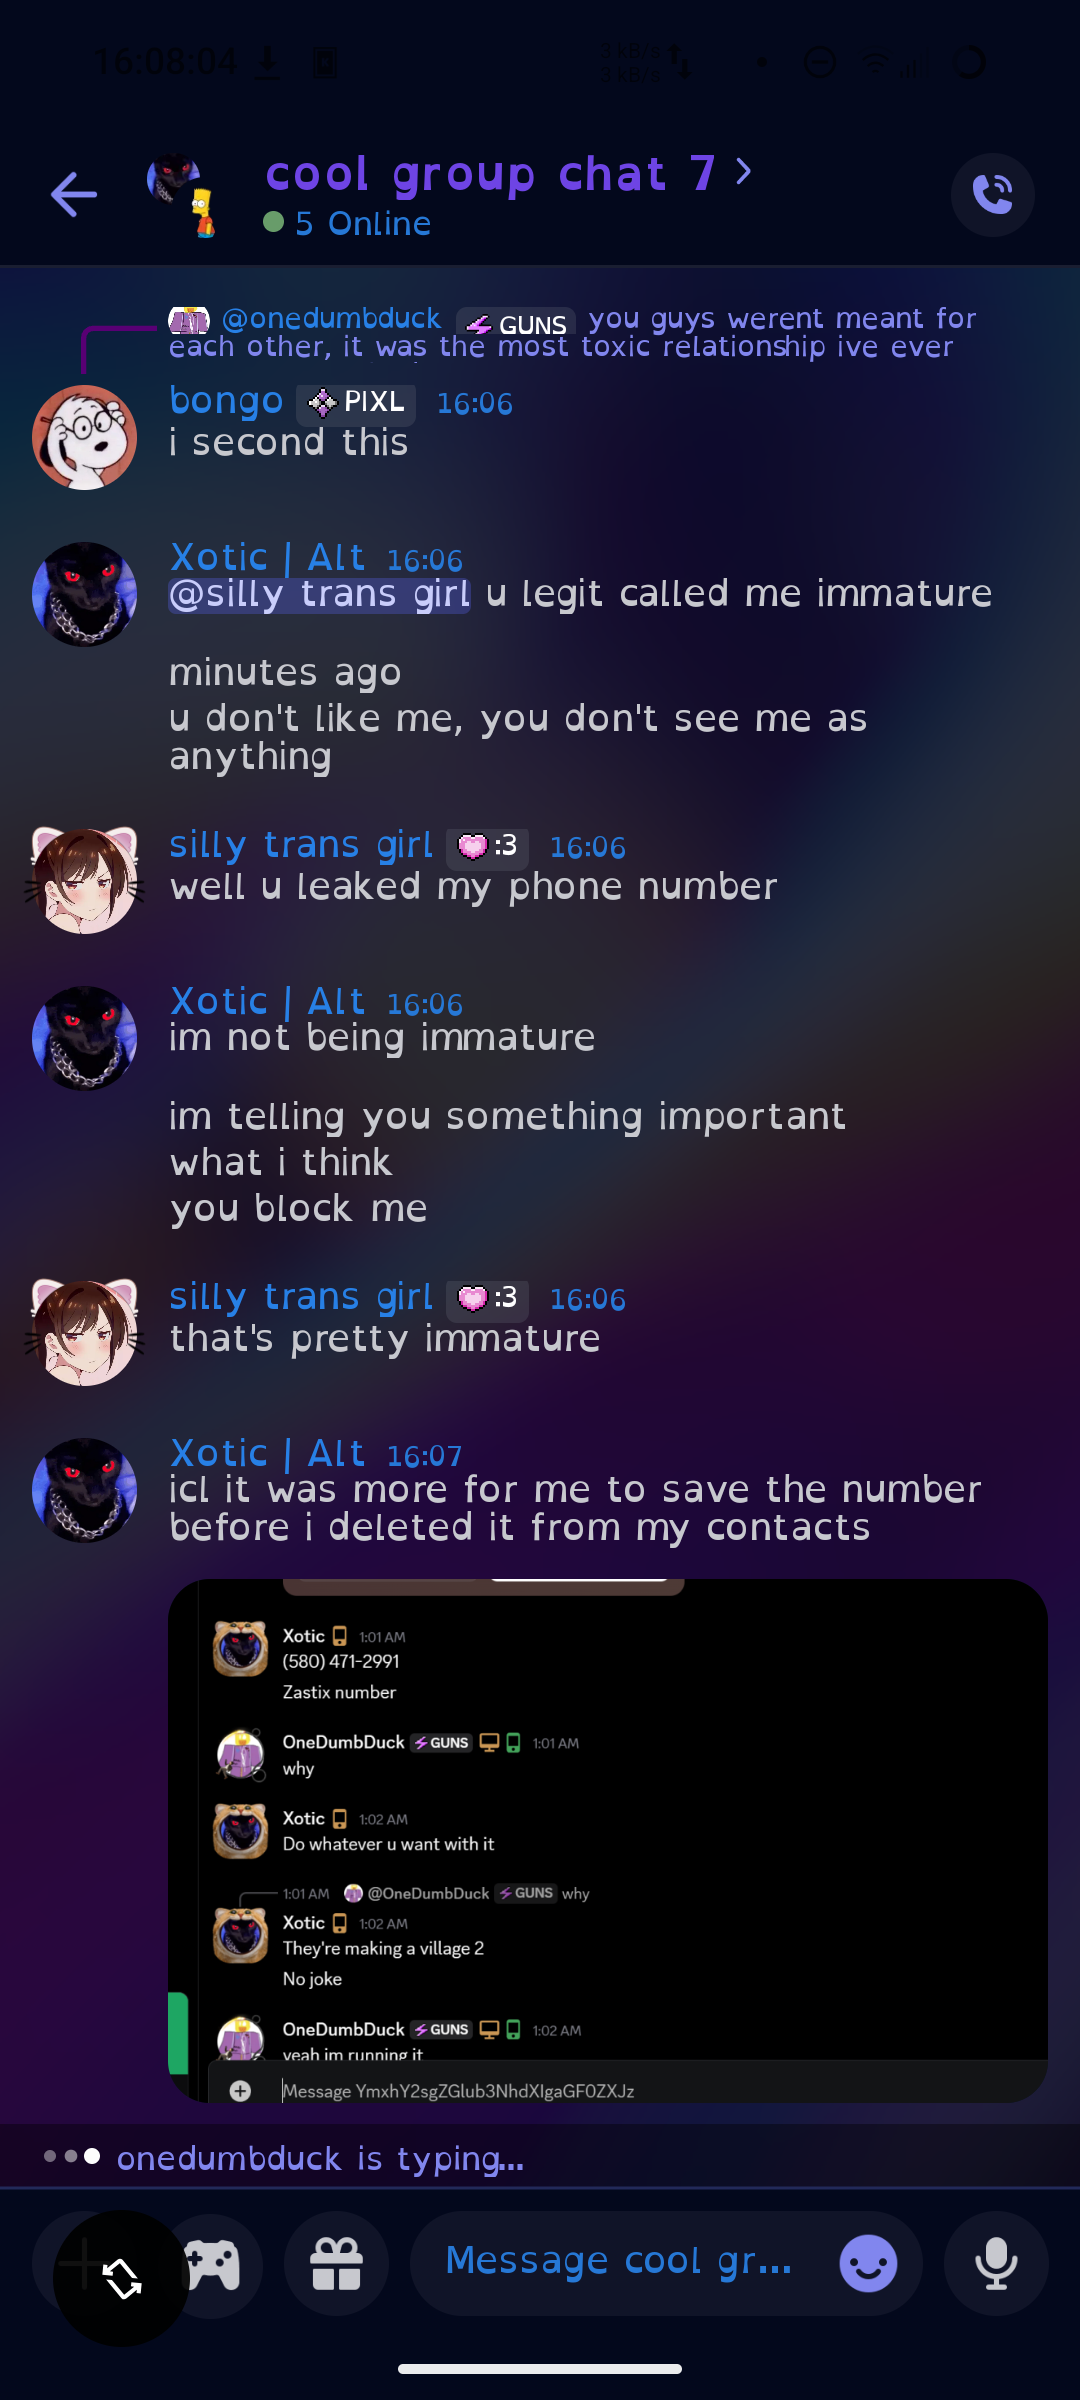 16:08:04
3 kB/s
3 kB/s
cool group chat 7
5 Online
@onedumbduck GUNS you guys werent meant for
each other, it was the most toxic relationship ive ever
bongo PIXL 16:06
i second this
Xotic | Alt 16:06
@silly trans girl u legit called me immature
minutes ago
u don't like me, you don't see me as
anything
silly trans girl :3 16:06
well u leaked my phone number
Xotic | Alt 16:06
im not being immature
im telling you something important
what i think
you block me
silly trans girl :3 16:06
that's pretty immature
Xotic | Alt 16:07
icl it was more for me to save the number
before i deleted it from my contacts
Xotic 1:01 AM
(580) 471-2991
Zastix number
OneDumbDuck GUNS 1:01 AM
why
Xotic 1:02 AM
Do whatever u want with it
1:01 AM @OneDumbDuck GUNS why
Xotic 1:02 AM
They're making a village 2
No joke
OneDumbDuck GUNS 1:02 AM
yeah im running it
Message YmxhY2sgZGlub3NhdXIgaGF0ZXJz
onedumbduck is typing...
Message cool gr...